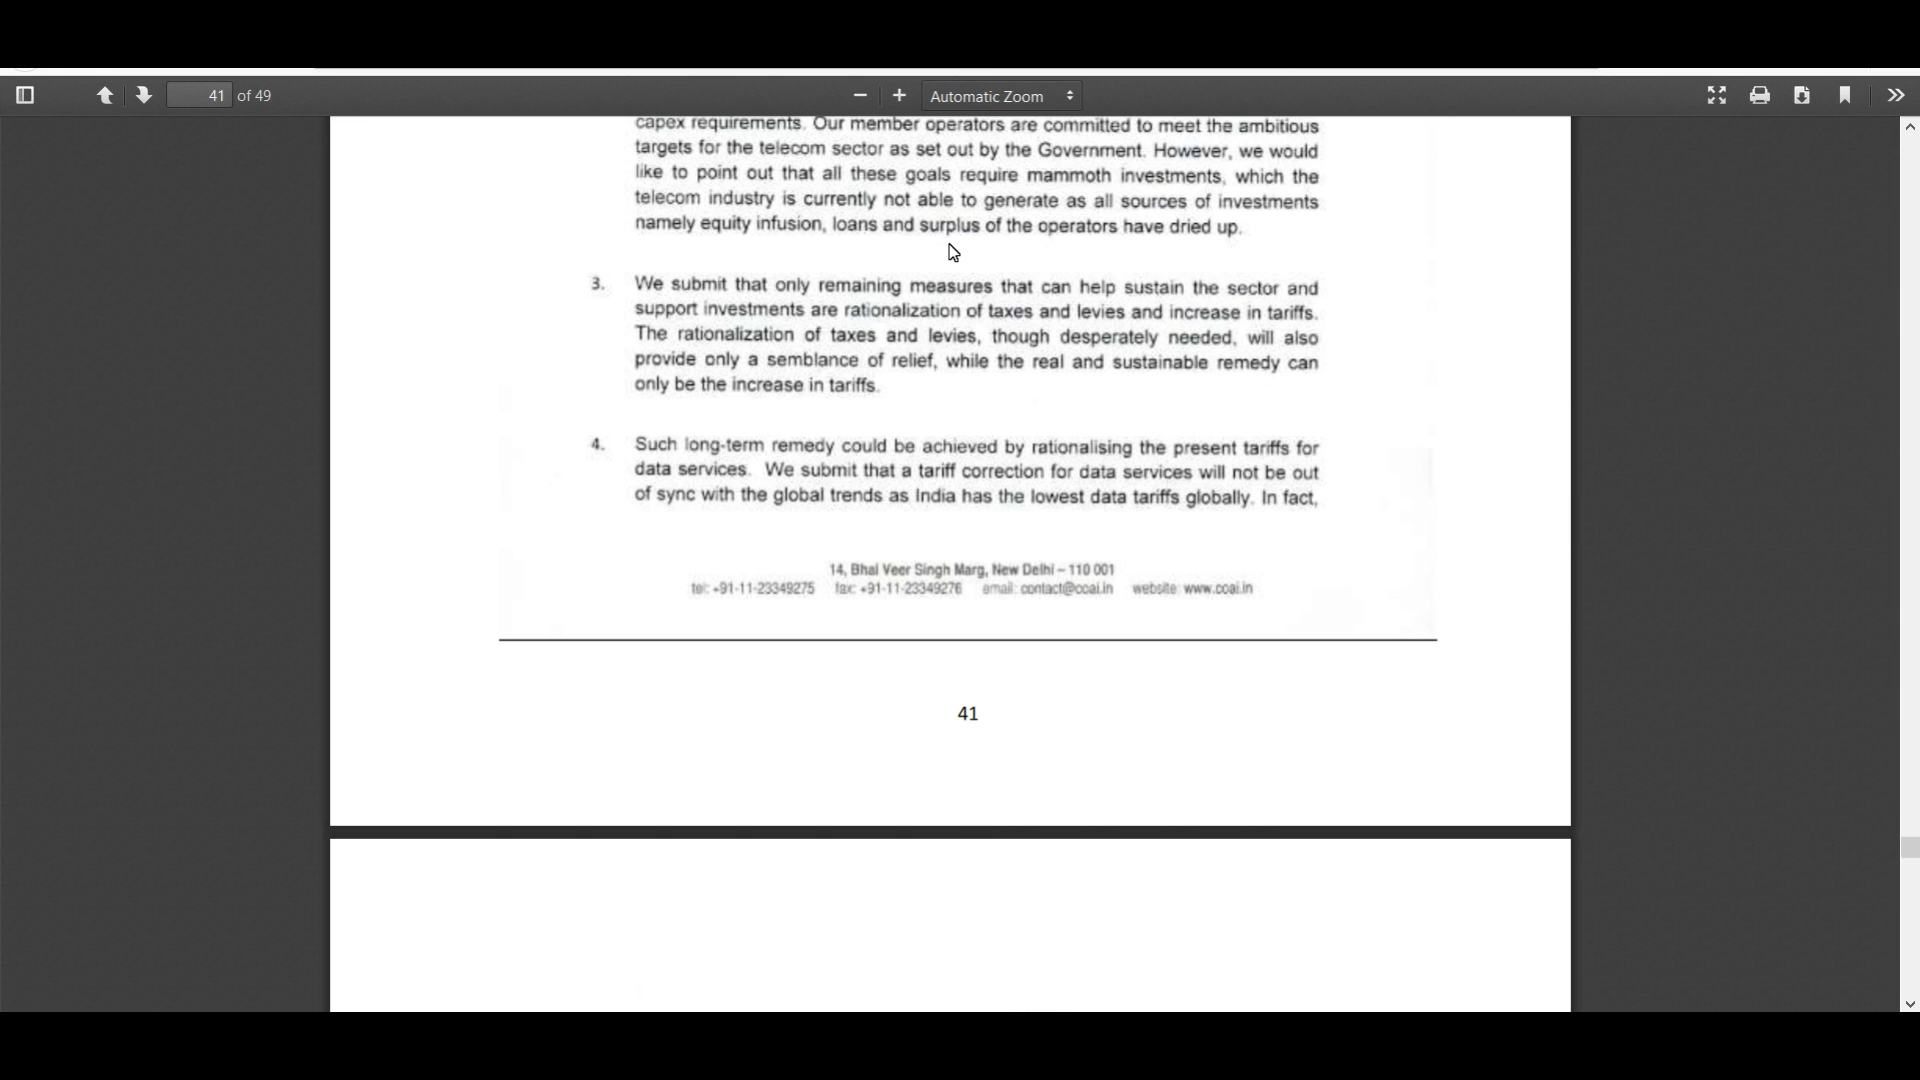 41 of 49
Automatic Zoom
capex requirements. Our member operators are committed to meet the ambitious
targets for the telecom sector as set out by the Government. However, we would
like to point out that all these goals require mammoth investments, which the
telecom industry is currently not able to generate as all sources of investments
namely equity infusion, loans and surplus of the operators have dried up.
3. We submit that only remaining measures that can help sustain the sector and
support investments are rationalization of taxes and levies and increase in tariffs.
The rationalization of taxes and levies, though desperately needed, will also
provide only a semblance of relief, while the real and sustainable remedy can
only be the increase in tariffs.
4. Such long-term remedy could be achieved by rationalising the present tariffs for
data services. We submit that a tariff correction for data services will not be out
of sync with the global trends as India has the lowest data tariffs globally. In fact,
14, Bhai Veer Singh Marg, New Delhi – 110 001
tel: +91-11-23349275 fax: +91-11-23349276 email: contact@coai.in website: www.coai.in
41